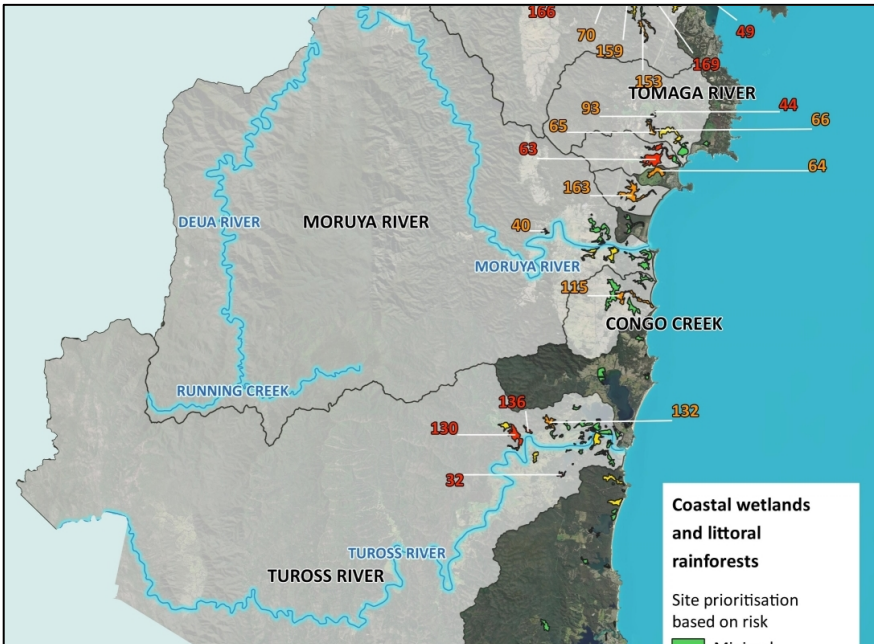 166
49
70
159
169
153
TOMAGA RIVER
93
44
66
65
63
64
163
DEUA RIVER
MORUYA RIVER
40
MORUYA RIVER
115
CONGO CREEK
RUNNING CREEK
136
132
130
32
Coastal wetlands
and littoral
rainforests
TUROSS RIVER
TUROSS RIVER
Site prioritisation
based on risk